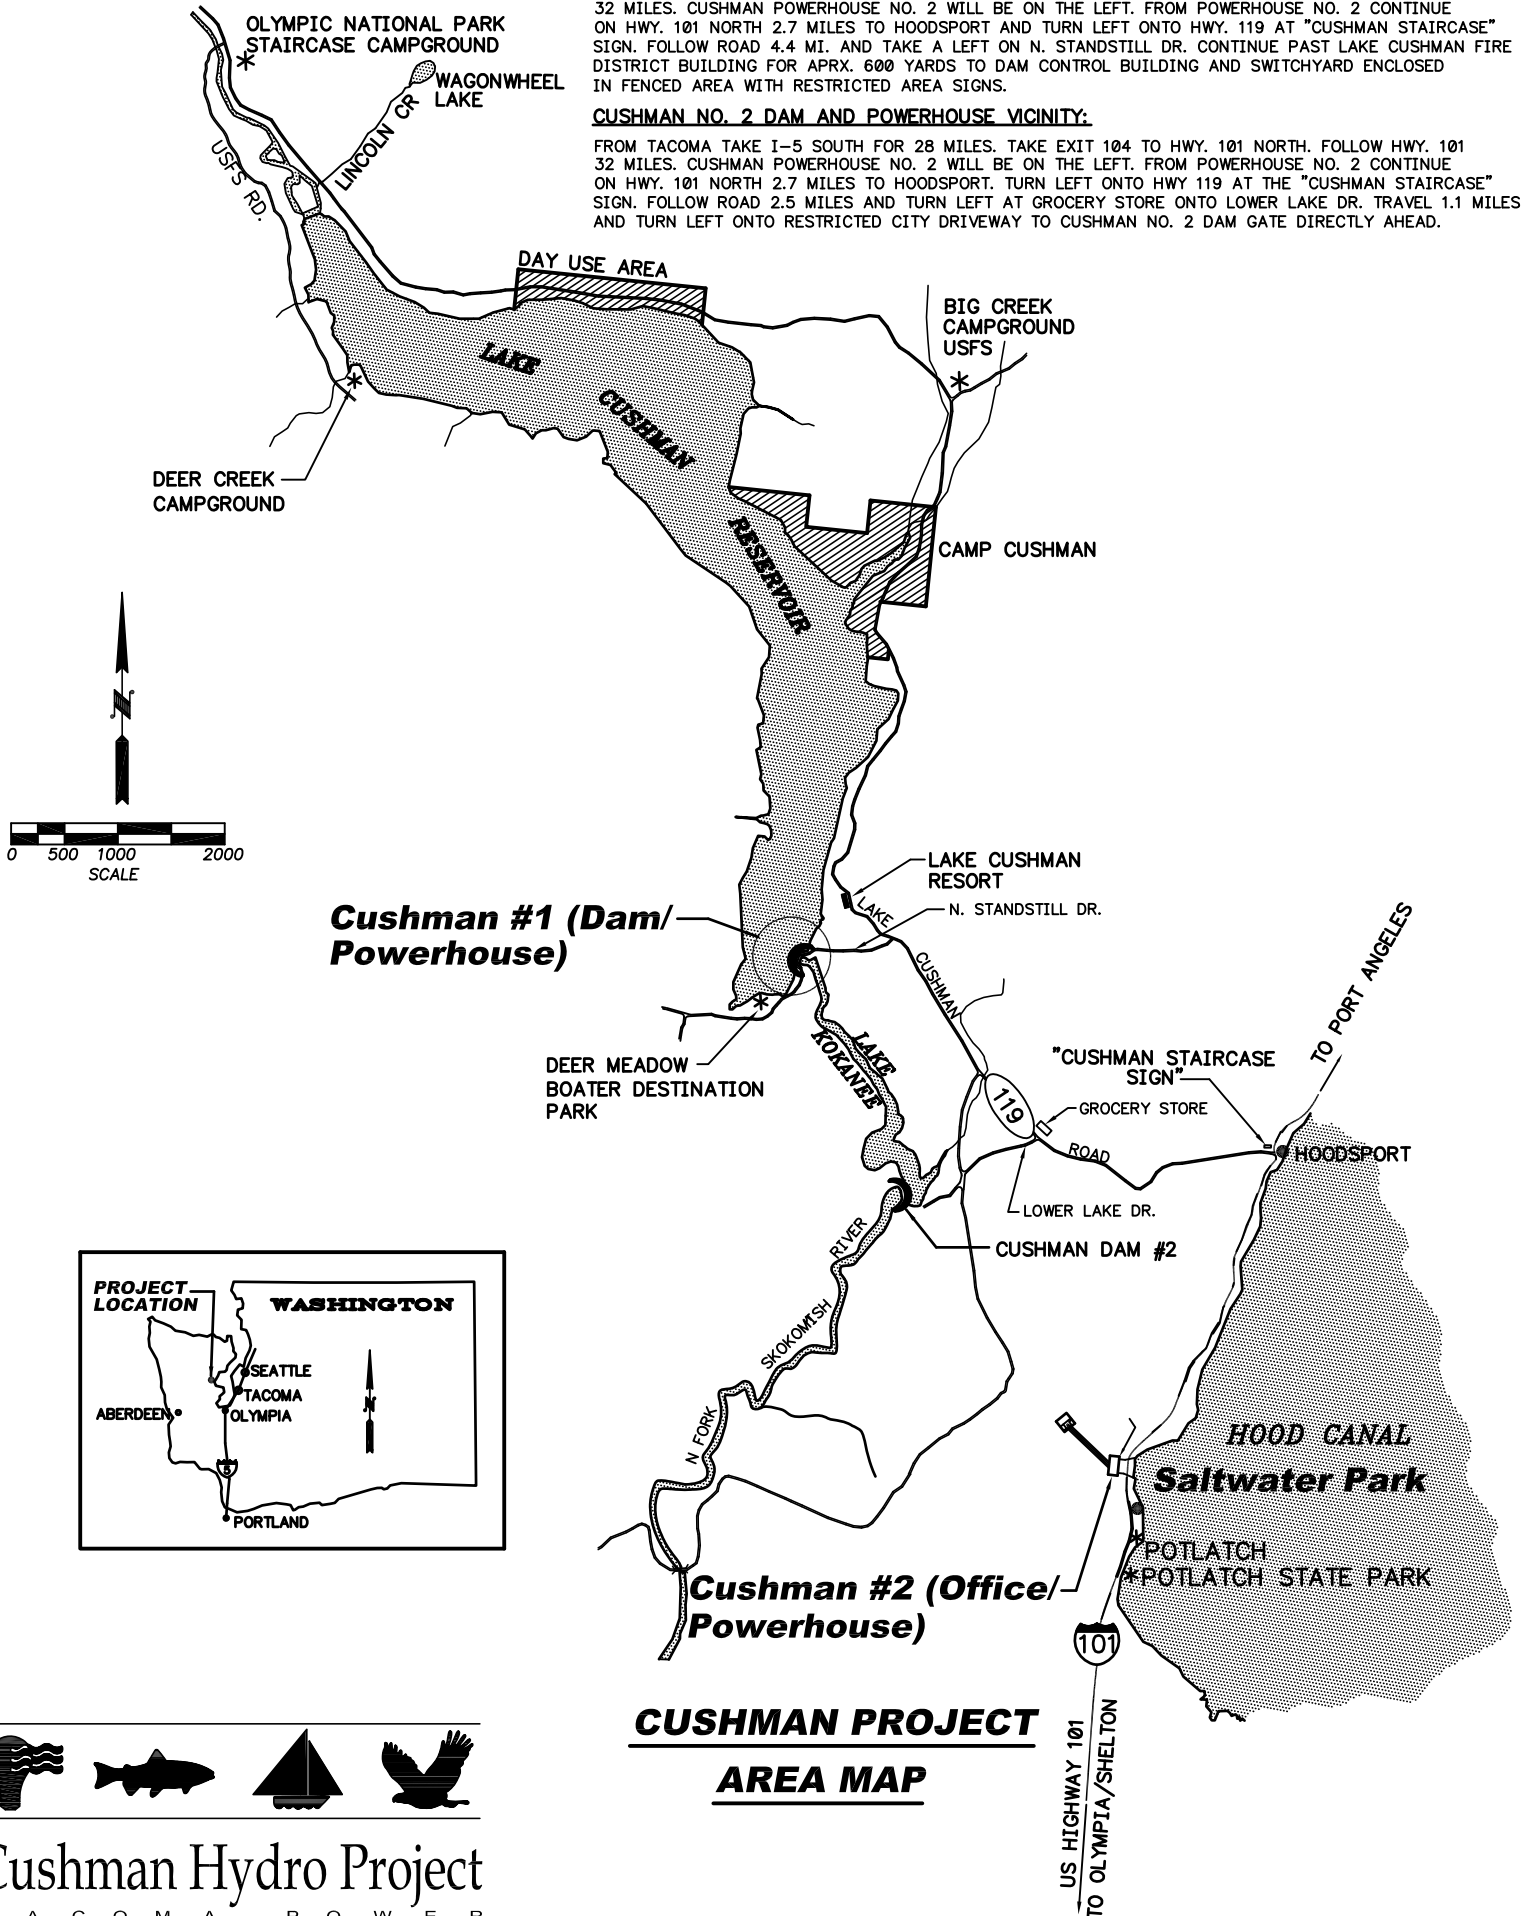 32 MILES. CUSHMAN POWERHOUSE NO. 2 WILL BE ON THE LEFT. FROM POWERHOUSE NO. 2 CONTINUE
ON HWY. 101 NORTH 2.7 MILES TO HOODSPORT AND TURN LEFT ONTO HWY. 119 AT "CUSHMAN STAIRCASE"
SIGN. FOLLOW ROAD 4.4 MI. AND TAKE A LEFT ON N. STANDSTILL DR. CONTINUE PAST LAKE CUSHMAN FIRE
DISTRICT BUILDING FOR APRX. 600 YARDS TO DAM CONTROL BUILDING AND SWITCHYARD ENCLOSED
IN FENCED AREA WITH RESTRICTED AREA SIGNS.
CUSHMAN NO. 2 DAM AND POWERHOUSE VICINITY:
FROM TACOMA TAKE I-5 SOUTH FOR 28 MILES. TAKE EXIT 104 TO HWY. 101 NORTH. FOLLOW HWY. 101
32 MILES. CUSHMAN POWERHOUSE NO. 2 WILL BE ON THE LEFT. FROM POWERHOUSE NO. 2 CONTINUE
ON HWY. 101 NORTH 2.7 MILES TO HOODSPORT. TURN LEFT ONTO HWY 119 AT THE "CUSHMAN STAIRCASE"
SIGN. FOLLOW ROAD 2.5 MILES AND TURN LEFT AT GROCERY STORE ONTO LOWER LAKE DR. TRAVEL 1.1 MILES
AND TURN LEFT ONTO RESTRICTED CITY DRIVEWAY TO CUSHMAN NO. 2 DAM GATE DIRECTLY AHEAD.
OLYMPIC NATIONAL PARK
STAIRCASE CAMPGROUND
WAGONWHEEL
LAKE
LINCOLN CR
USFS RD.
DAY USE AREA
BIG CREEK
CAMPGROUND
USFS
LAKE
CUSHMAN
RESERVOIR
DEER CREEK
CAMPGROUND
CAMP CUSHMAN
N
0 500 1000 2000
SCALE
LAKE CUSHMAN
RESORT
N. STANDSTILL DR.
LAKE
CUSHMAN
119
ROAD
Cushman #1 (Dam/
Powerhouse)
DEER MEADOW
BOATER DESTINATION
PARK
LAKE
KOKANEE
TO PORT ANGELES
"CUSHMAN STAIRCASE
SIGN"
GROCERY STORE
HOODSPORT
LOWER LAKE DR.
CUSHMAN DAM #2
N FORK
SKOKOMISH
RIVER
PROJECT
LOCATION
WASHINGTON
SEATTLE
TACOMA
ABERDEEN
OLYMPIA
N
5
PORTLAND
HOOD CANAL
Saltwater Park
POTLATCH
POTLATCH STATE PARK
Cushman #2 (Office/
Powerhouse)
101
US HIGHWAY 101
TO OLYMPIA/SHELTON
CUSHMAN PROJECT
AREA MAP
Cushman Hydro Project
A C O M A P O W E R